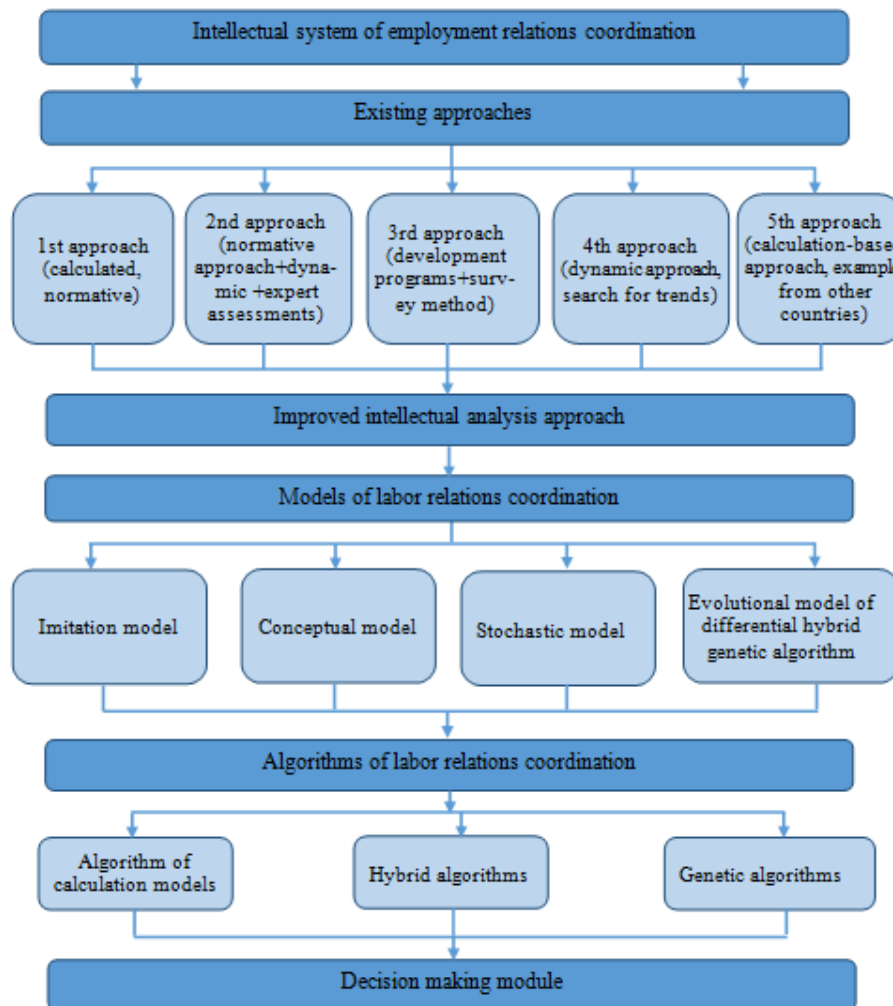 Intellectual system of employment relations coordination
Existing approaches
1st approach
(calculated,
normative)
2nd approach
(normative
approach+dyna-
mic +expert
assessments)
3rd approach
(development
programs+surv-
ey method)
4th approach
(dynamic approach,
search for trends)
5th approach
(calculation-based
approach, example
from other
countries)
Improved intellectual analysis approach
Models of labor relations coordination
Imitation model
Conceptual model
Stochastic model
Evolutional model of
differential hybrid
genetic algorithm
Algorithms of labor relations coordination
Algorithm of
calculation models
Hybrid algorithms
Genetic algorithms
Decision making module